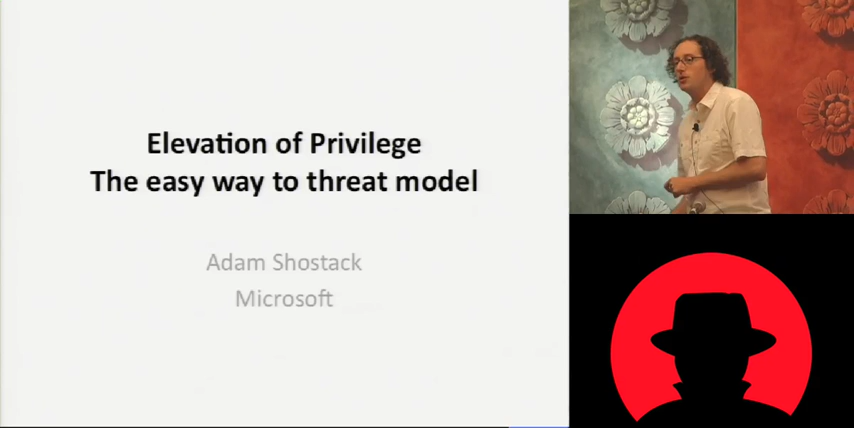 Elevation of Privilege
The easy way to threat model
Adam Shostack
Microsoft